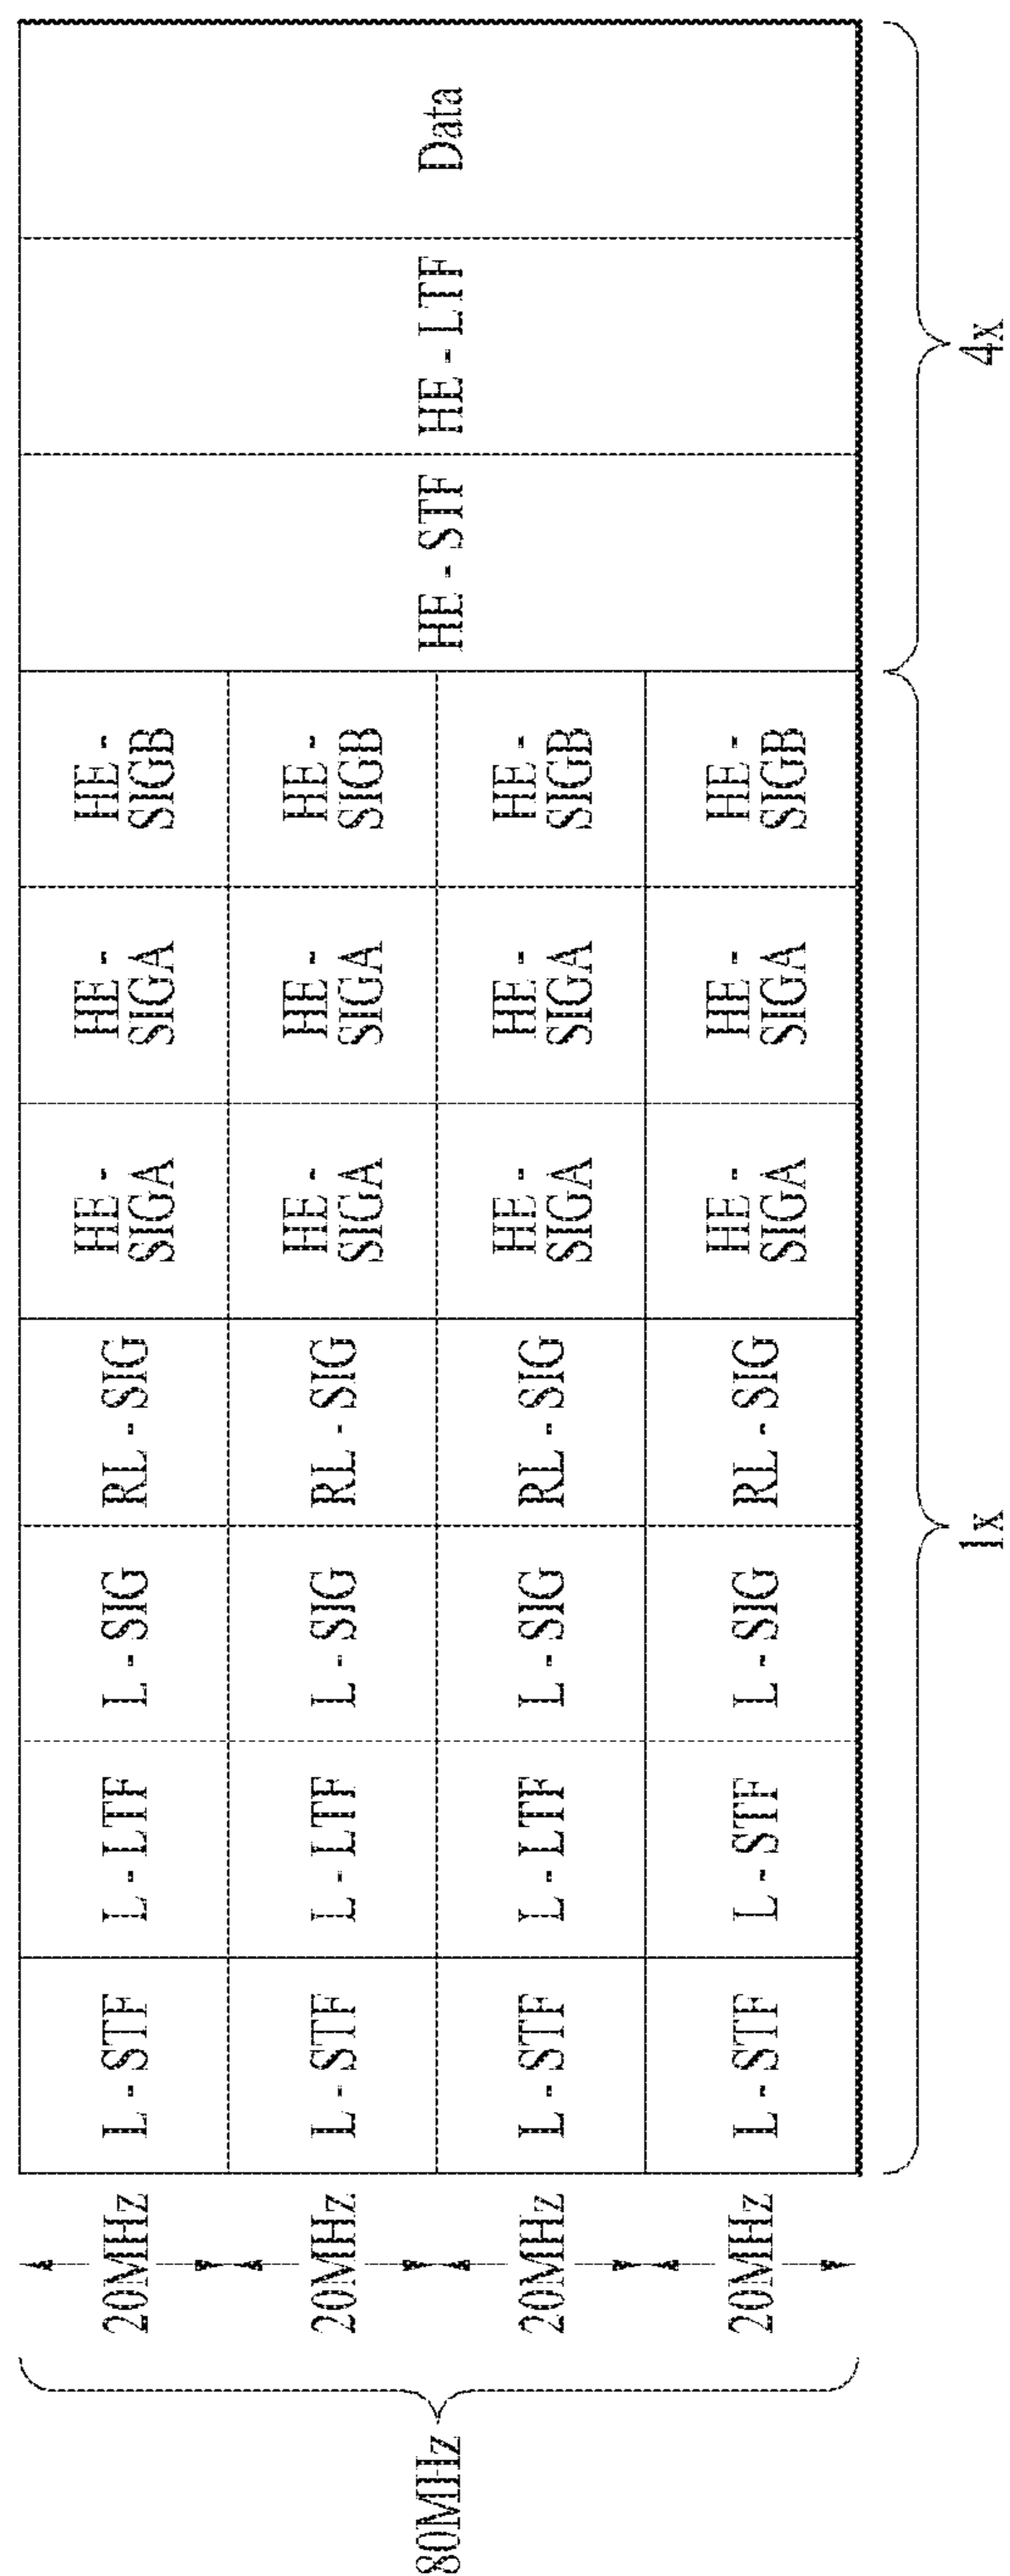 80MHz
20MHz
L - STF
L - LTF
L - SIG
RL - SIG
HE -
SIGA
HE -
SIGA
HE -
SIGB
20MHz
L - STF
L - LTF
L - SIG
RL - SIG
HE -
SIGA
HE -
SIGA
HE -
SIGB
20MHz
L - STF
L - LTF
L - SIG
RL - SIG
HE -
SIGA
HE -
SIGA
HE -
SIGB
20MHz
L - STF
L - STF
L - SIG
RL - SIG
HE -
SIGA
HE -
SIGA
HE -
SIGB
HE - STF
HE - LTF
Data
1x
4x